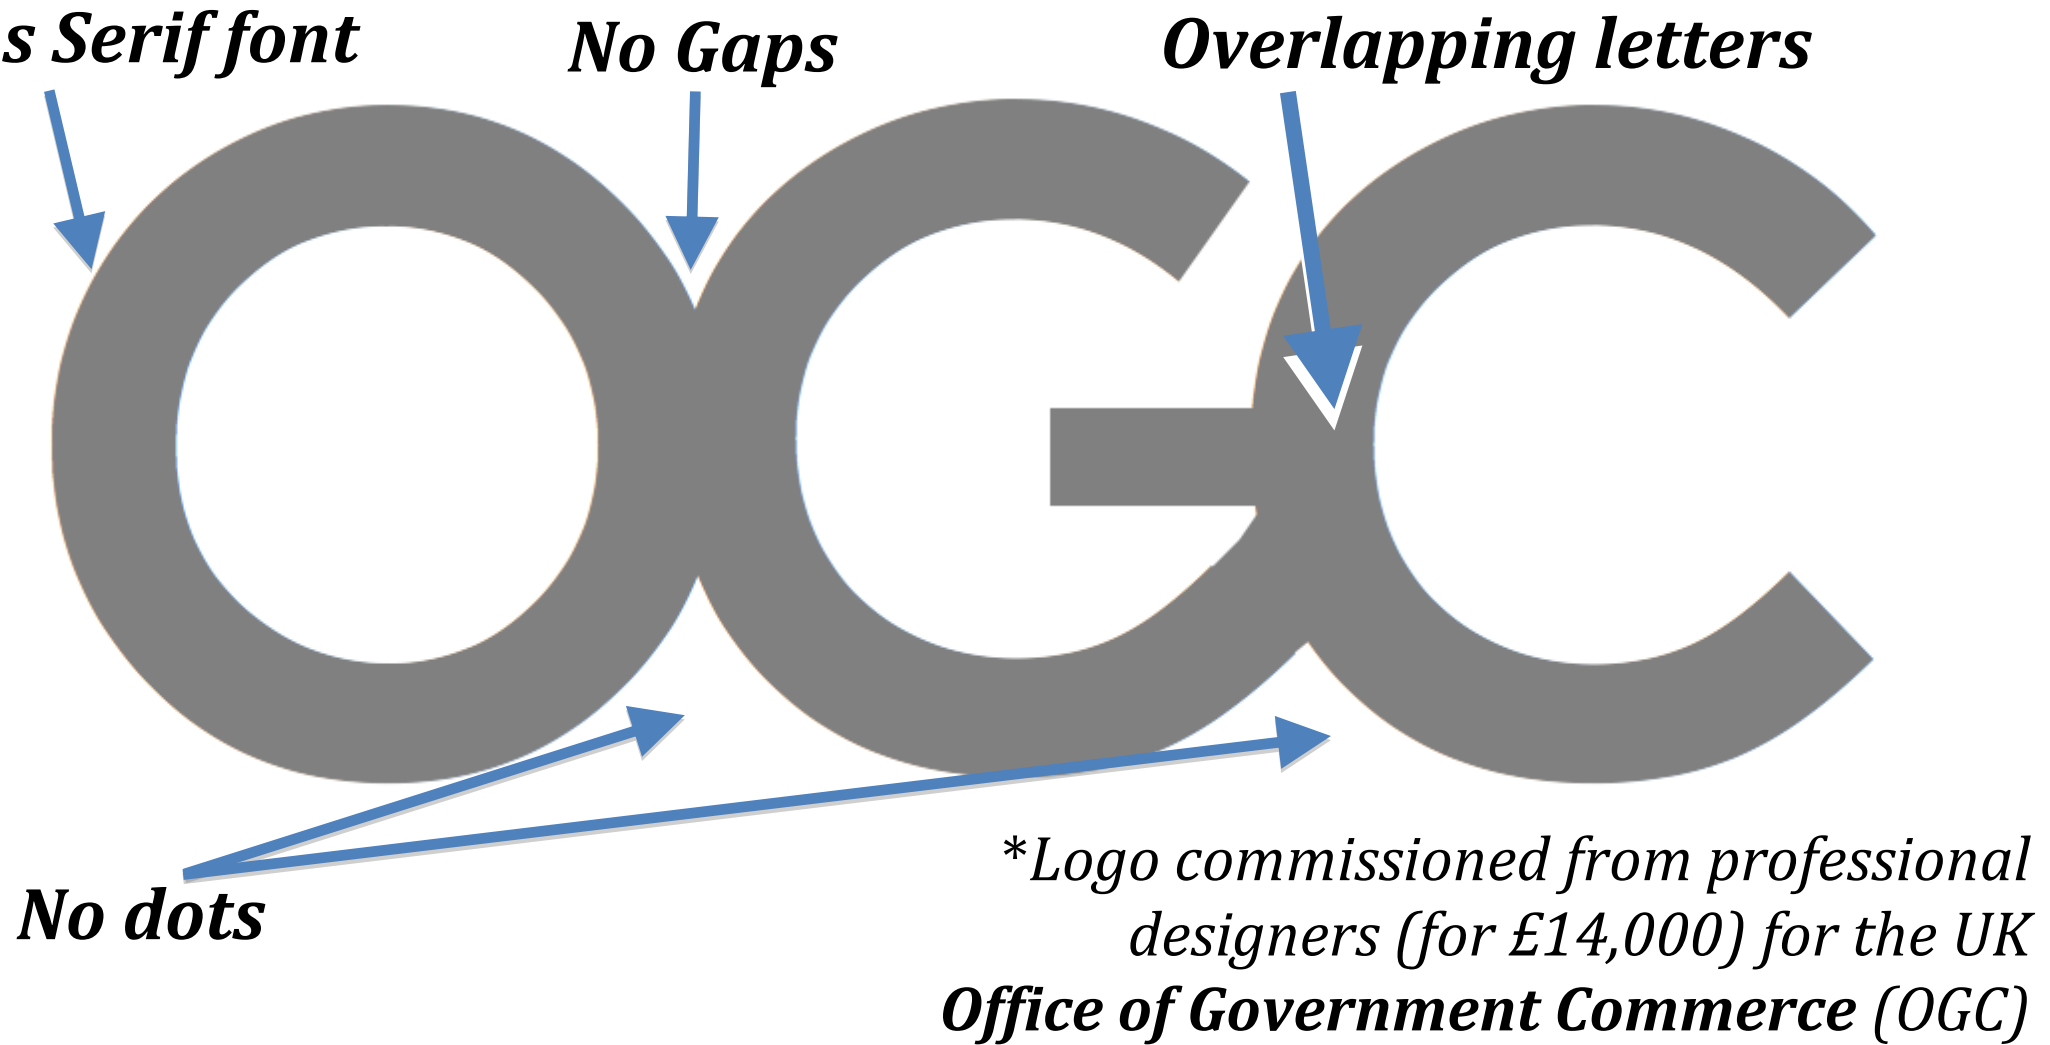 s Serif font
No Gaps
Overlapping letters
OGC
No dots
*Logo commissioned from professional
designers (for £14,000) for the UK
Office of Government Commerce (OGC)